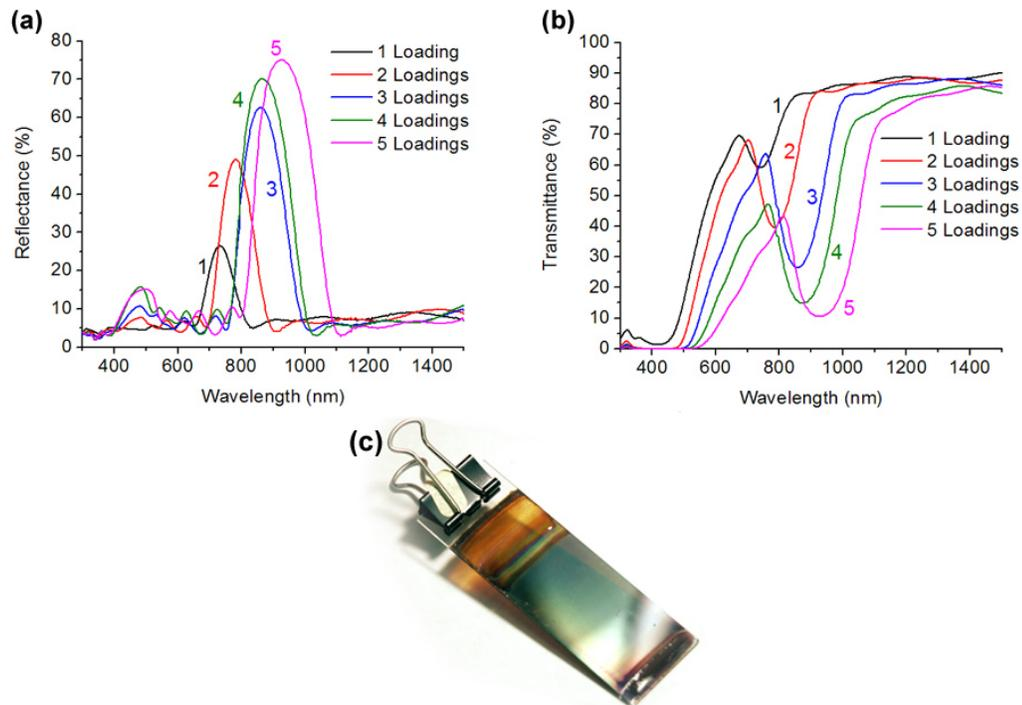 (a)
80
70
60
50
40
30
20
10
0
Reflectance (%)
400 600 800 1000 1200 1400
Wavelength (nm)
1
2
3
4
5
1 Loading
2 Loadings
3 Loadings
4 Loadings
5 Loadings
(b)
100
90
80
70
60
50
40
30
20
10
0
Transmittance (%)
400 600 800 1000 1200 1400
Wavelength (nm)
1
2
3
4
5
1 Loading
2 Loadings
3 Loadings
4 Loadings
5 Loadings
(c)